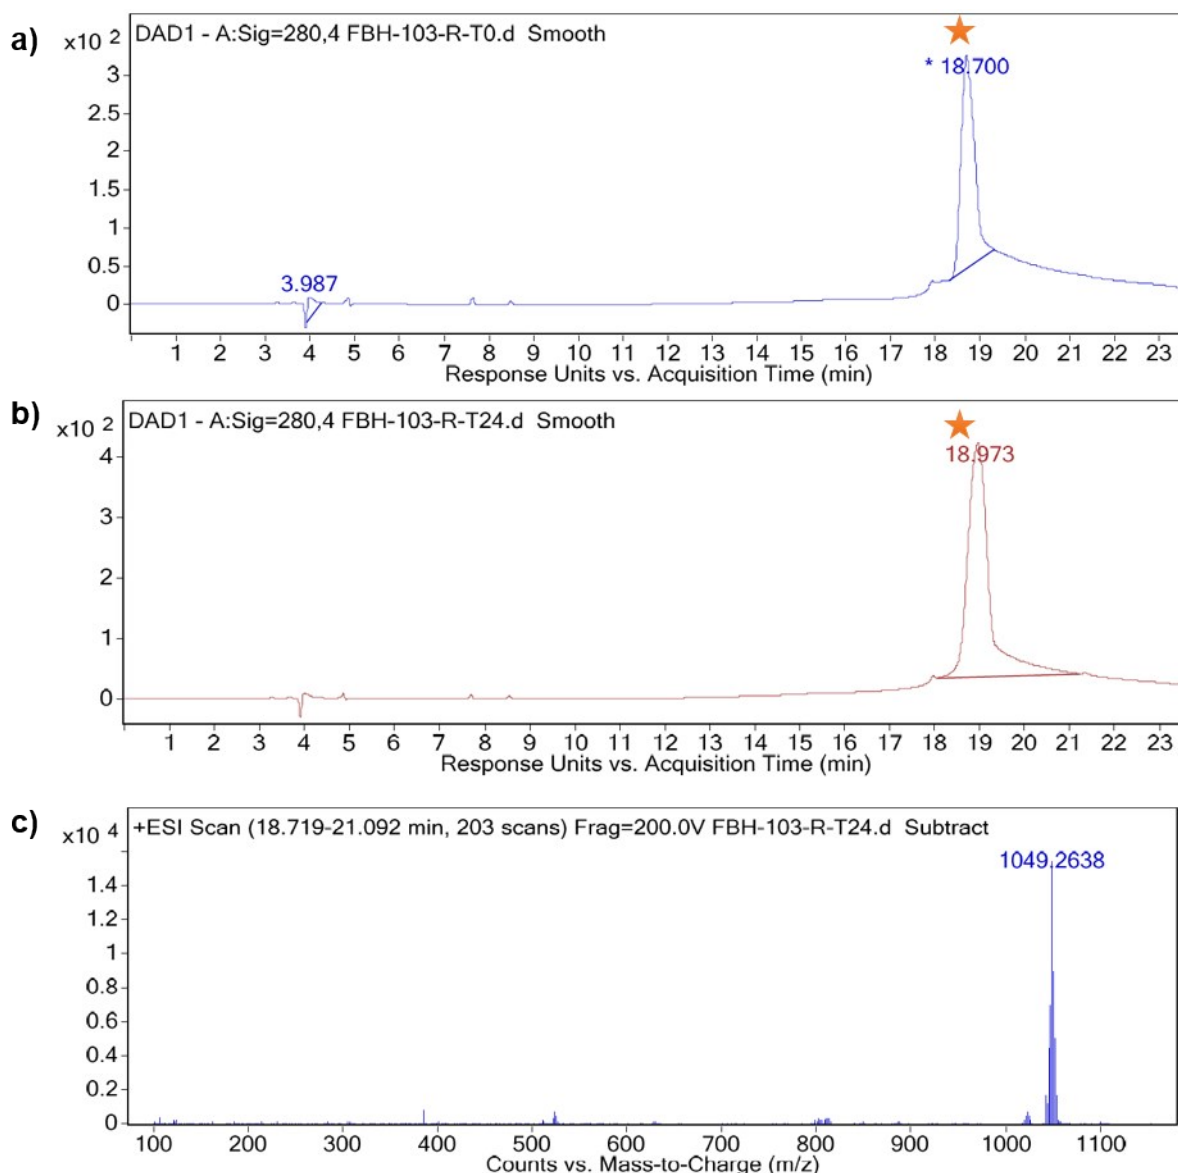 a)
x10 2
DAD1 - A:Sig=280,4 FBH-103-R-T0.d Smooth
* 18.700
3
2.5
2
1.5
1
0.5
0
3.987
1 2 3 4 5 6 7 8 9 10 11 12 13 14 15 16 17 18 19 20 21 22 23
Response Units vs. Acquisition Time (min)
b)
x10 2
DAD1 - A:Sig=280,4 FBH-103-R-T24.d Smooth
18.973
4
3
2
1
0
1 2 3 4 5 6 7 8 9 10 11 12 13 14 15 16 17 18 19 20 21 22 23
Response Units vs. Acquisition Time (min)
c)
x10 4
+ESI Scan (18.719-21.092 min, 203 scans) Frag=200.0V FBH-103-R-T24.d Subtract
1049.2638
1.4
1.2
1
0.8
0.6
0.4
0.2
0
100 200 300 400 500 600 700 800 900 1000 1100
Counts vs. Mass-to-Charge (m/z)